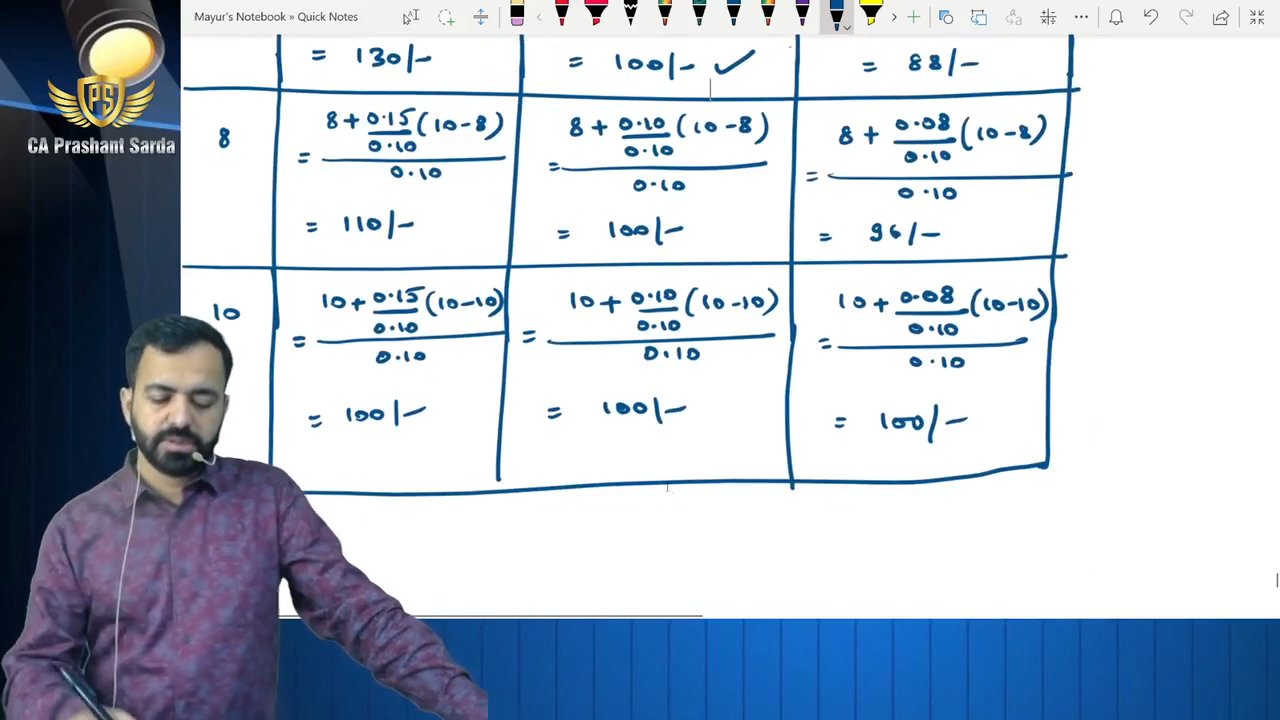 Mayur's Notebook » Quick Notes
PS
CA Prashant Sarda
= 130/-
= 100/- ✓
= 88/-
8
= 8 + 0.15/0.10 (10-8) / 0.10
= 110/-
= 8 + 0.10/0.10 (10-8) / 0.10
= 100/-
= 8 + 0.08/0.10 (10-8) / 0.10
= 96/-
10
= 10 + 0.15/0.10 (10-10) / 0.10
= 100/-
= 10 + 0.10/0.10 (10-10) / 0.10
= 100/-
= 10 + 0.08/0.10 (10-10) / 0.10
= 100/-